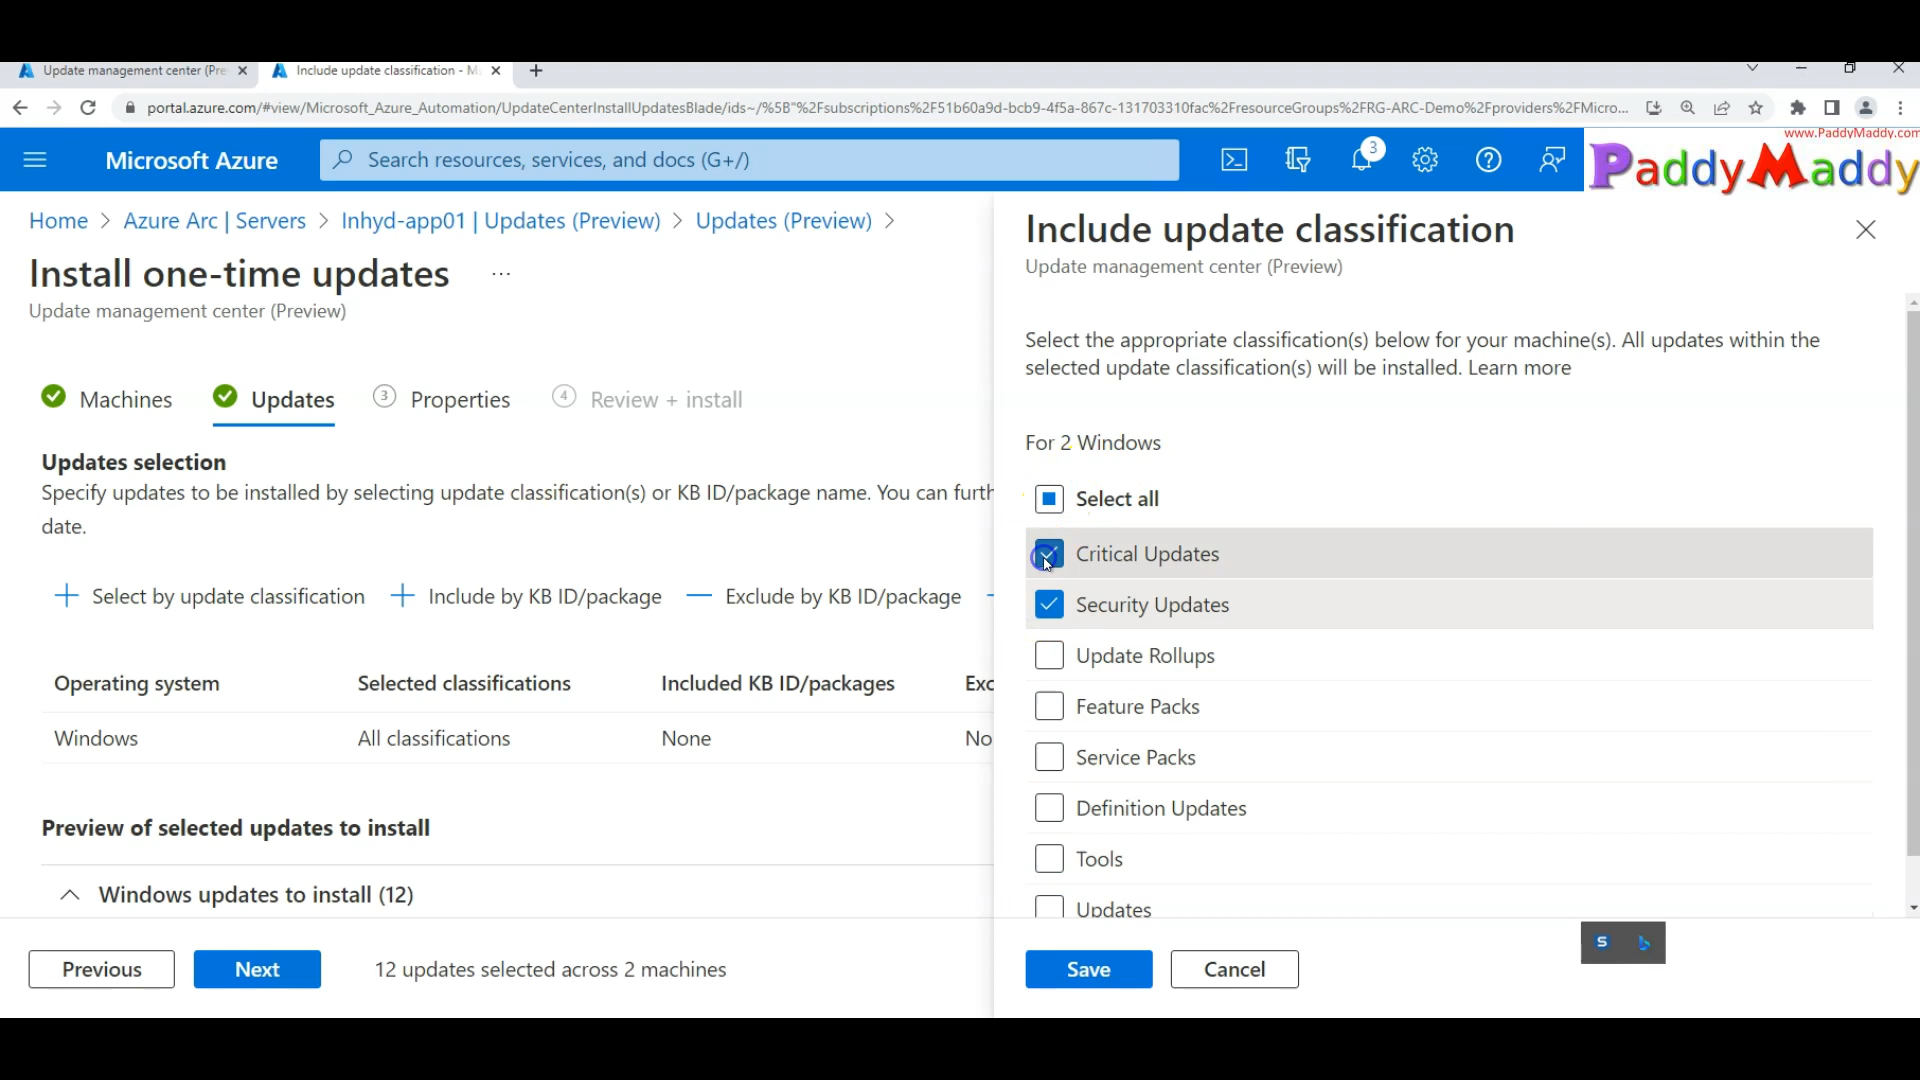 Update management center (Pre
Include update classification - M
portal.azure.com/#view/Microsoft_Azure_Automation/UpdateCenterInstallUpdatesBlade/ids~/%5B"%2Fsubscriptions%2F51b60a9d-bcb9-4f5a-867c-131703310fac%2FresourceGroups%2FRG-ARC-Demo%2Fproviders%2FMicro...
www.PaddyMaddy.com
Microsoft Azure
Search resources, services, and docs (G+/)
3
PaddyMaddy
Home > Azure Arc | Servers > Inhyd-app01 | Updates (Preview) > Updates (Preview) >
Install one-time updates ...
Update management center (Preview)
Machines
Updates
3 Properties
4 Review + install
Updates selection
Specify updates to be installed by selecting update classification(s) or KB ID/package name. You can furth
date.
Select by update classification
Include by KB ID/package
Exclude by KB ID/package
Operating system Selected classifications Included KB ID/packages Exc
Windows All classifications None No
Preview of selected updates to install
Windows updates to install (12)
Previous
Next
12 updates selected across 2 machines
Include update classification
Update management center (Preview)
Select the appropriate classification(s) below for your machine(s). All updates within the
selected update classification(s) will be installed. Learn more
For 2 Windows
Select all
Critical Updates
Security Updates
Update Rollups
Feature Packs
Service Packs
Definition Updates
Tools
Updates
Save
Cancel
S